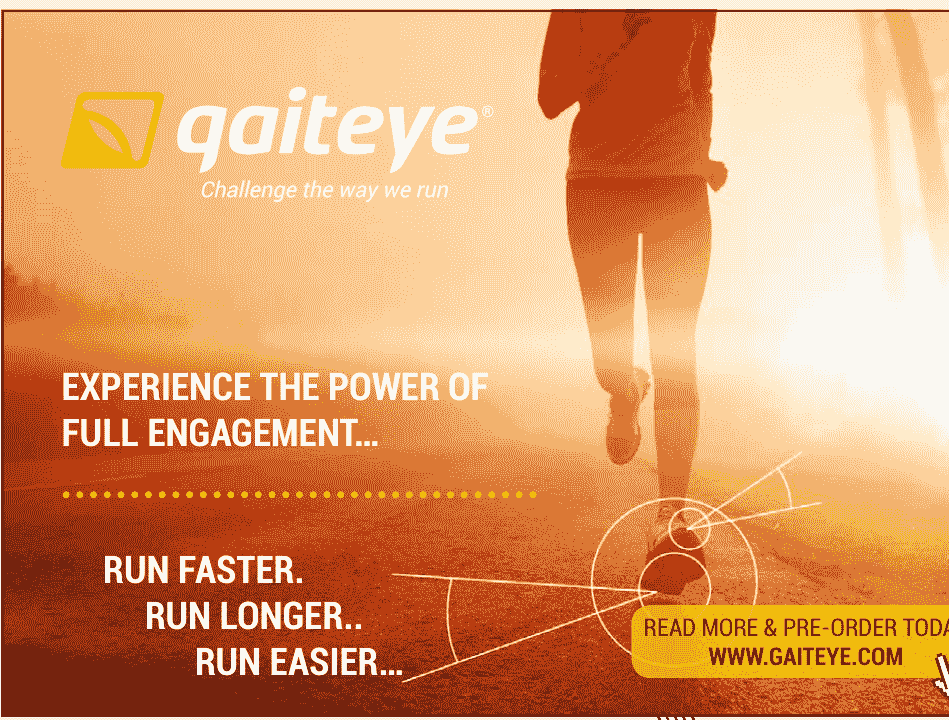 gaiteye®
Challenge the way we run
EXPERIENCE THE POWER OF
FULL ENGAGEMENT...
RUN FASTER.
RUN LONGER..
RUN EASIER...
READ MORE & PRE-ORDER TODA
WWW.GAITEYE.COM